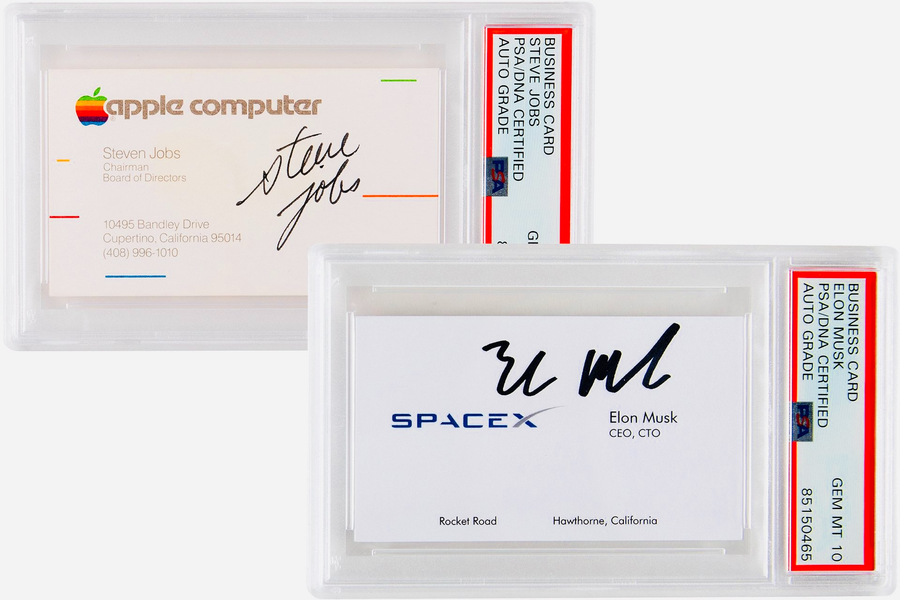 apple computer
steve
jobs
Steven Jobs
Chairman
Board of Directors
10495 Bandley Drive
Cupertino, California 95014
(408) 996-1010
BUSINESS CARD
STEVE JOBS
PSA/DNA CERTIFIED
AUTO GRADE
PSA
SPACEX
Elon Musk
CEO, CTO
Rocket Road
Hawthorne, California
BUSINESS CARD
ELON MUSK
PSA/DNA CERTIFIED
AUTO GRADE
PSA
GEM MT 10
85150465